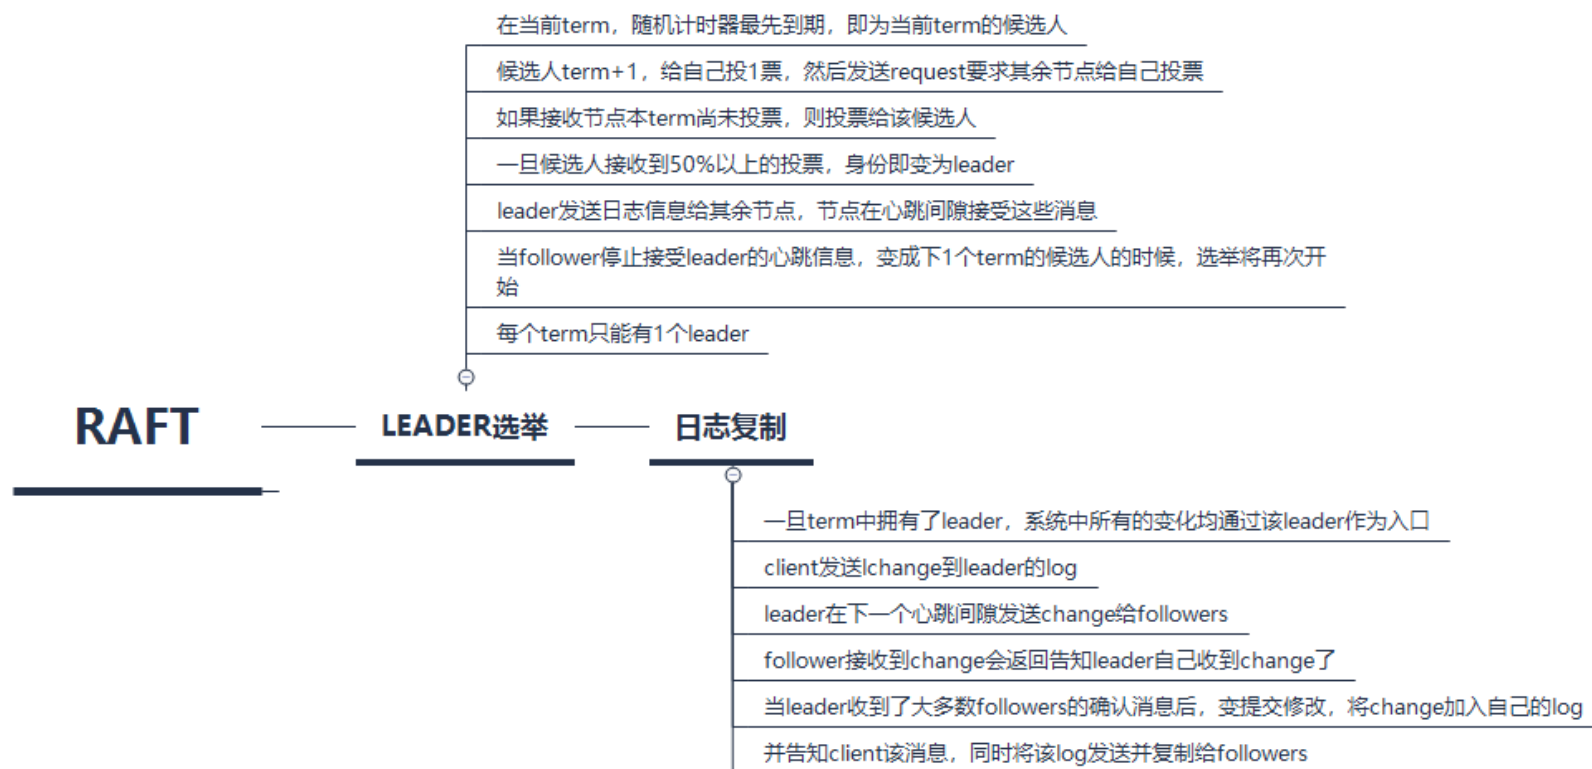 在当前term，随机计时器最先到期，即为当前term的候选人
候选人term+1，给自己投1票，然后发送request要求其余节点给自己投票
如果接收节点本term尚未投票，则投票给该候选人
一旦候选人接收到50%以上的投票，身份即变为leader
leader发送日志信息给其余节点，节点在心跳间隙接受这些消息
当follower停止接受leader的心跳信息，变成下1个term的候选人的时候，选举将再次开
始
每个term只能有1个leader
RAFT
LEADER选举
日志复制
一旦term中拥有了leader，系统中所有的变化均通过该leader作为入口
client发送lchange到leader的log
leader在下一个心跳间隙发送change给followers
follower接收到change会返回告知leader自己收到change了
当leader收到了大多数followers的确认消息后，变提交修改，将change加入自己的log
并告知client该消息，同时将该log发送并复制给followers